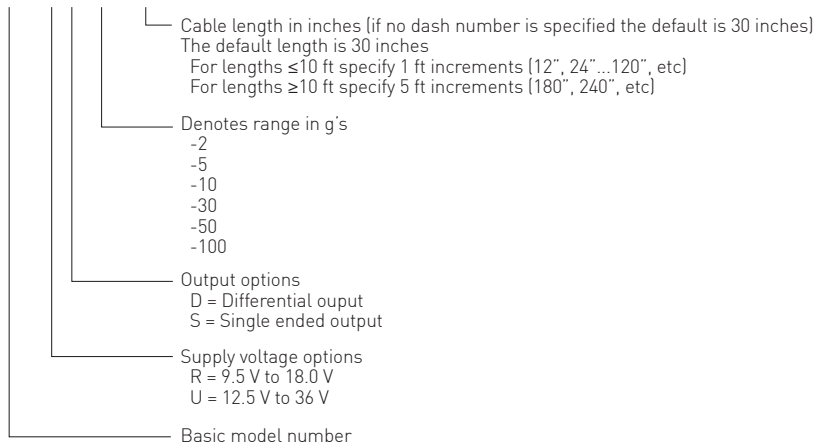 Cable length in inches (if no dash number is specified the default is 30 inches)
The default length is 30 inches
For lengths ≤10 ft specify 1 ft increments (12”, 24”...120”, etc)
For lengths ≥10 ft specify 5 ft increments (180”, 240”, etc)
Denotes range in g’s
-2
-5
-10
-30
-50
-100
Output options
D = Differential ouput
S = Single ended output
Supply voltage options
R = 9.5 V to 18.0 V
U = 12.5 V to 36 V
Basic model number